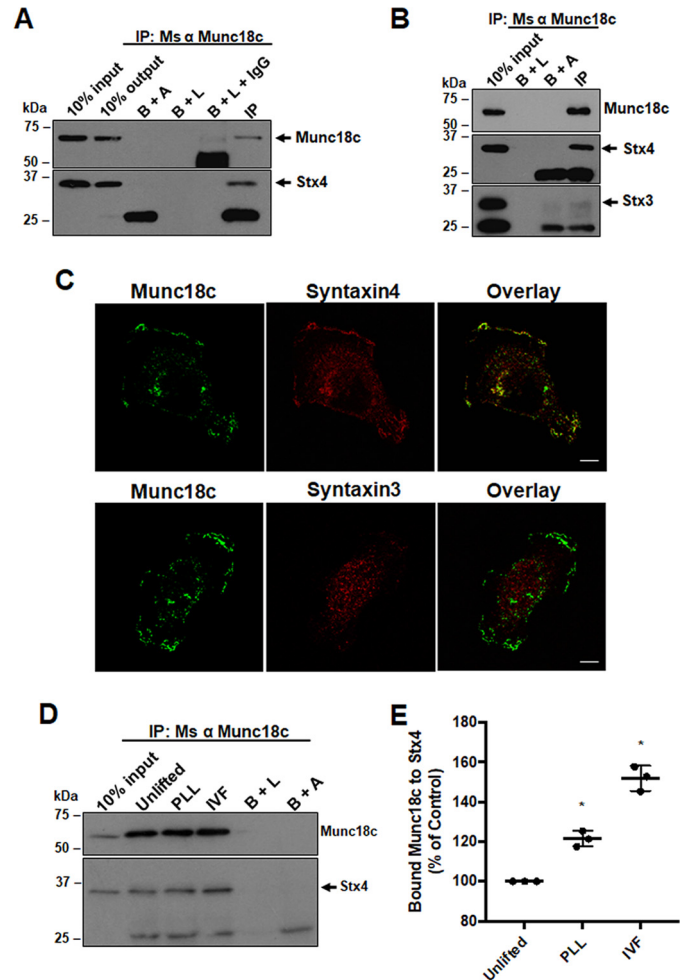 A
IP: Ms α Munc18c
10% input
10% output
B + A
B + L
B + L + IgG
IP
kDa
75
50
Munc18c
37
25
Stx4
B
IP: Ms α Munc18c
10% input
B + L
B + A
IP
kDa
75
50
Munc18c
37
25
Stx4
37
25
Stx3
C
Munc18c Syntaxin4 Overlay
Munc18c Syntaxin3 Overlay
D
IP: Ms α Munc18c
10% input
Unlifted
PLL
IVF
B + L
B + A
kDa
75
50
Munc18c
37
25
Stx4
E
Bound Munc18c to Stx4
(% of Control)
180
160
140
120
100
80
*
*
Unlifted
PLL
IVF